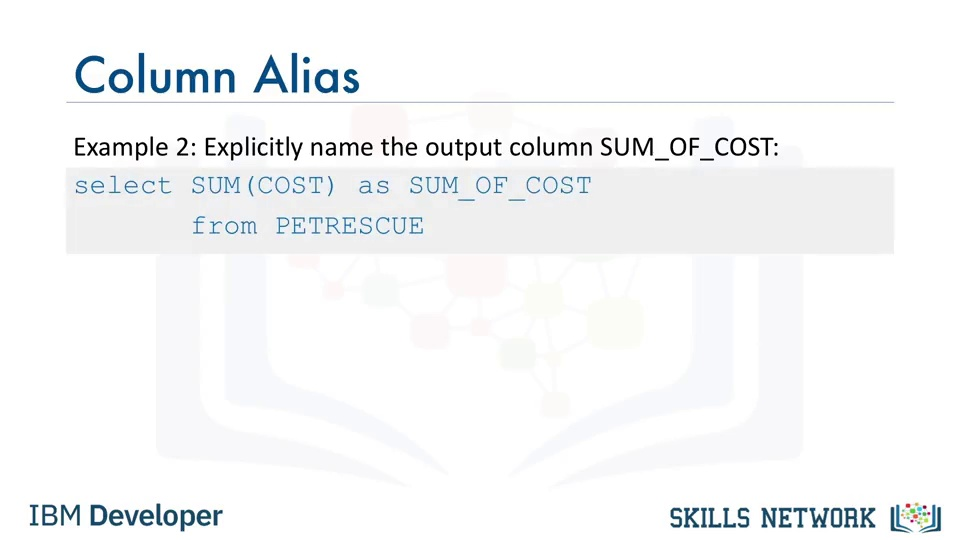 Column Alias
Example 2: Explicitly name the output column SUM_OF_COST:
select SUM(COST) as SUM_OF_COST
from PETRESCUE
IBM Developer
SKILLS NETWORK